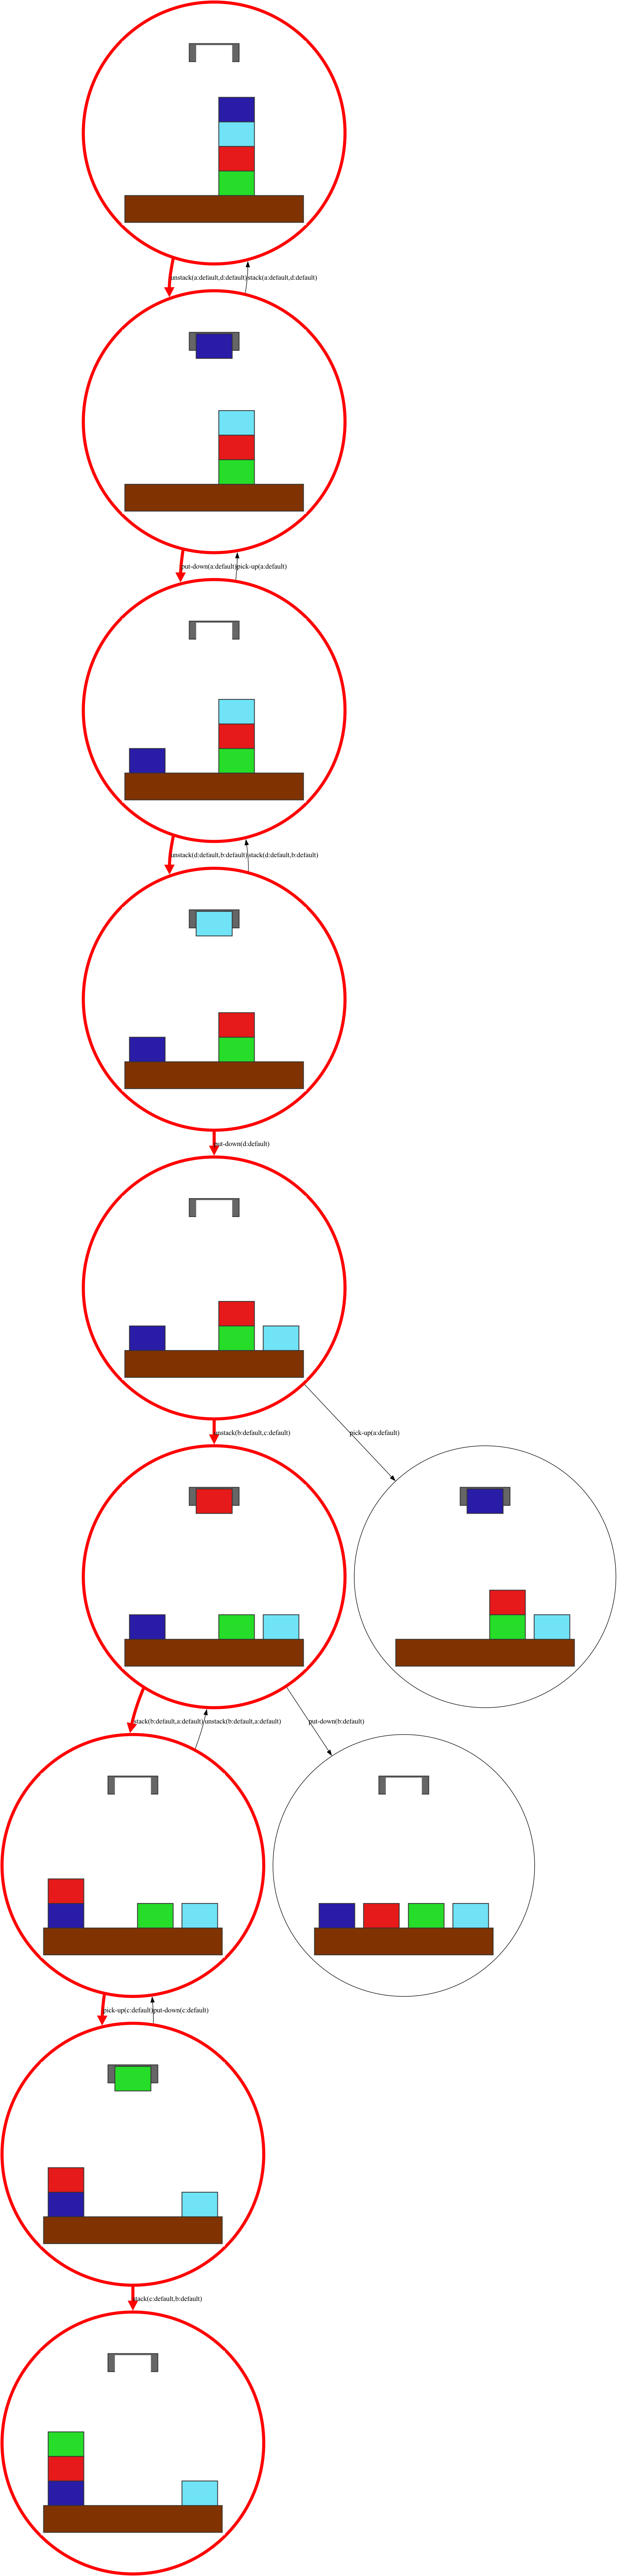 unstack(a:default,d:default)
stack(a:default,d:default)
put-down(a:default)
pick-up(a:default)
unstack(d:default,b:default)
stack(d:default,b:default)
put-down(d:default)
unstack(b:default,c:default)
pick-up(a:default)
stack(b:default,a:default)
unstack(b:default,a:default)
put-down(b:default)
pick-up(c:default)
put-down(c:default)
stack(c:default,b:default)